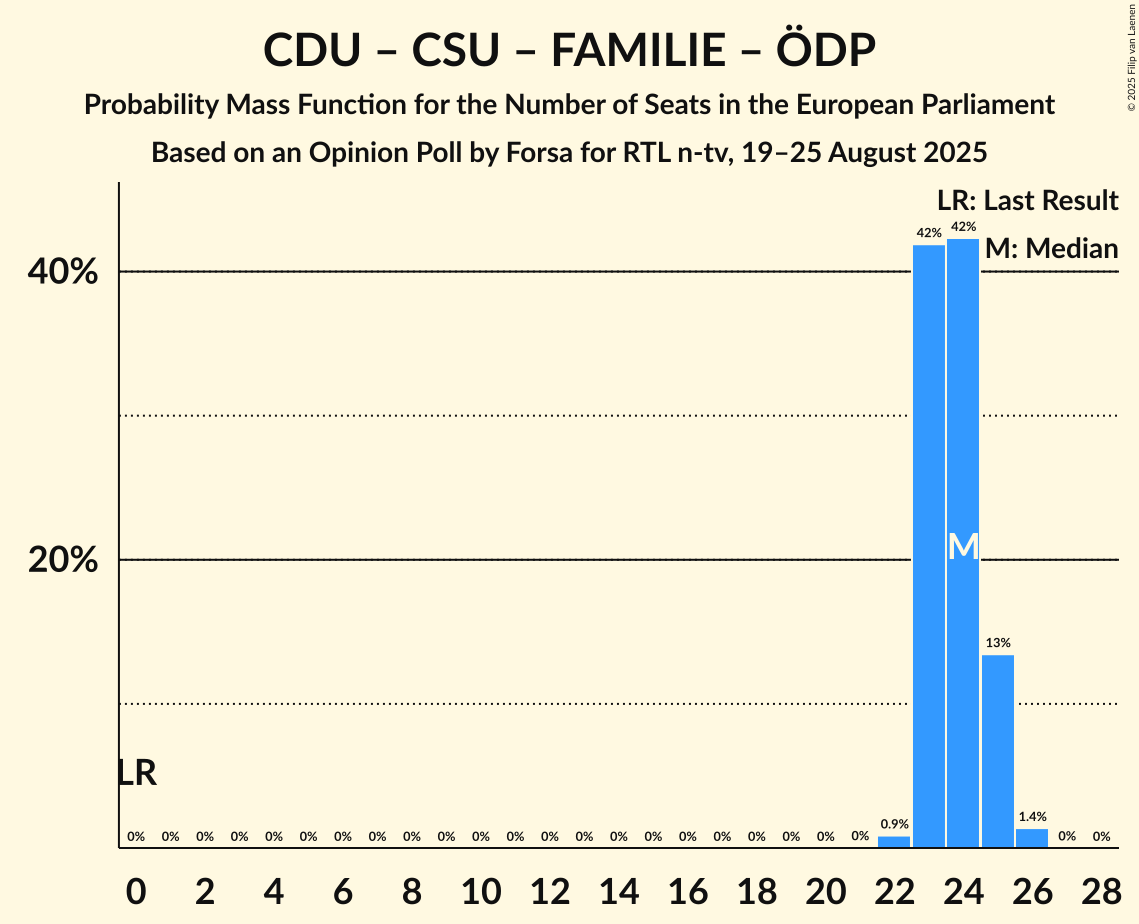 CDU – CSU – FAMILIE – ÖDP
Probability Mass Function for the Number of Seats in the European Parliament
Based on an Opinion Poll by Forsa for RTL n-tv, 19–25 August 2025
© 2025 Filip van Laenen
LR: Last Result
M: Median
42% 42%
40%
M
20%
13%
LR
0% 0% 0% 0% 0% 0% 0% 0% 0% 0% 0% 0% 0% 0% 0% 0% 0% 0% 0% 0% 0% 0% 0.9% 1.4% 0% 0%
0 2 4 6 8 10 12 14 16 18 20 22 24 26 28